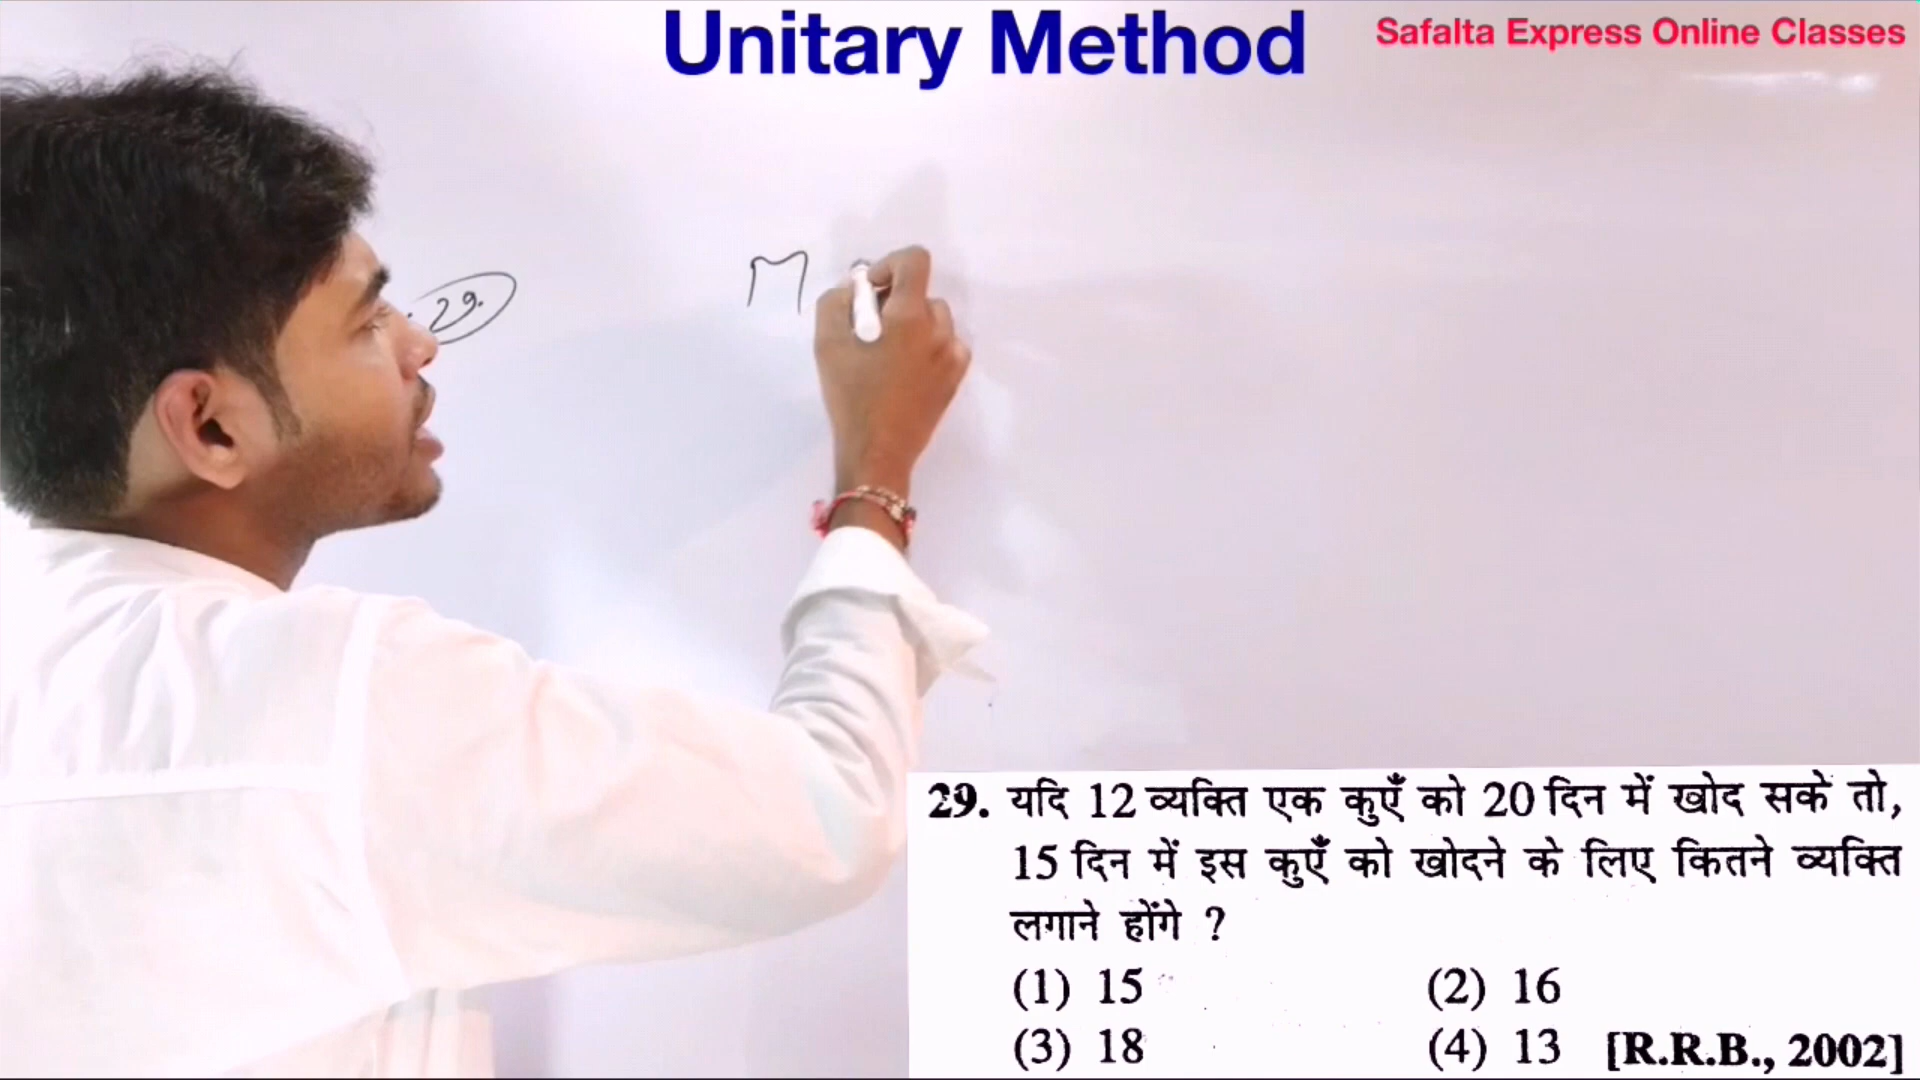 Unitary Method
Safalta Express Online Classes
29.
M
29. यदि 12 व्यक्ति एक कुएँ को 20 दिन में खोद सके तो,
15 दिन में इस कुएँ को खोदने के लिए कितने व्यक्ति
लगाने होंगे ?
(1) 15 (2) 16
(3) 18 (4) 13 [R.R.B., 2002]